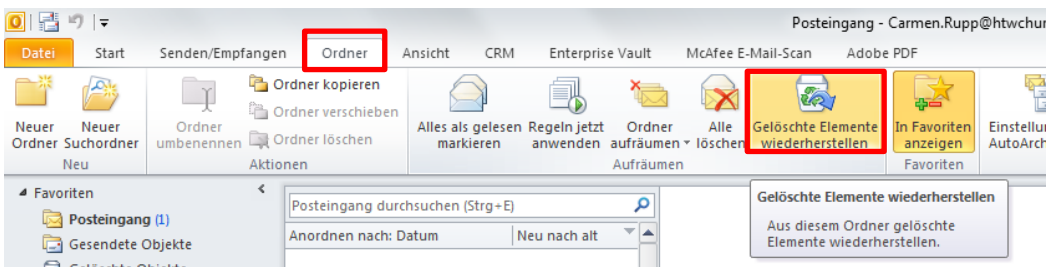 Posteingang - Carmen.Rupp@htwchur
Datei Start Senden/Empfangen Ordner Ansicht CRM Enterprise Vault McAfee E-Mail-Scan Adobe PDF
Neuer Ordner
Neuer Suchordner
Neu
Ordner umbenennen
Ordner kopieren
Ordner verschieben
Ordner löschen
Aktionen
Alles als gelesen markieren
Regeln jetzt anwenden
Ordner aufräumen
Alle löschen
Gelöschte Elemente wiederherstellen
Aufräumen
In Favoriten anzeigen
Favoriten
Favoriten
Posteingang (1)
Gesendete Objekte
Gelöschte Objekte
Posteingang durchsuchen (Strg+E)
Anordnen nach: Datum Neu nach alt
Gelöschte Elemente wiederherstellen
Aus diesem Ordner gelöschte
Elemente wiederherstellen.